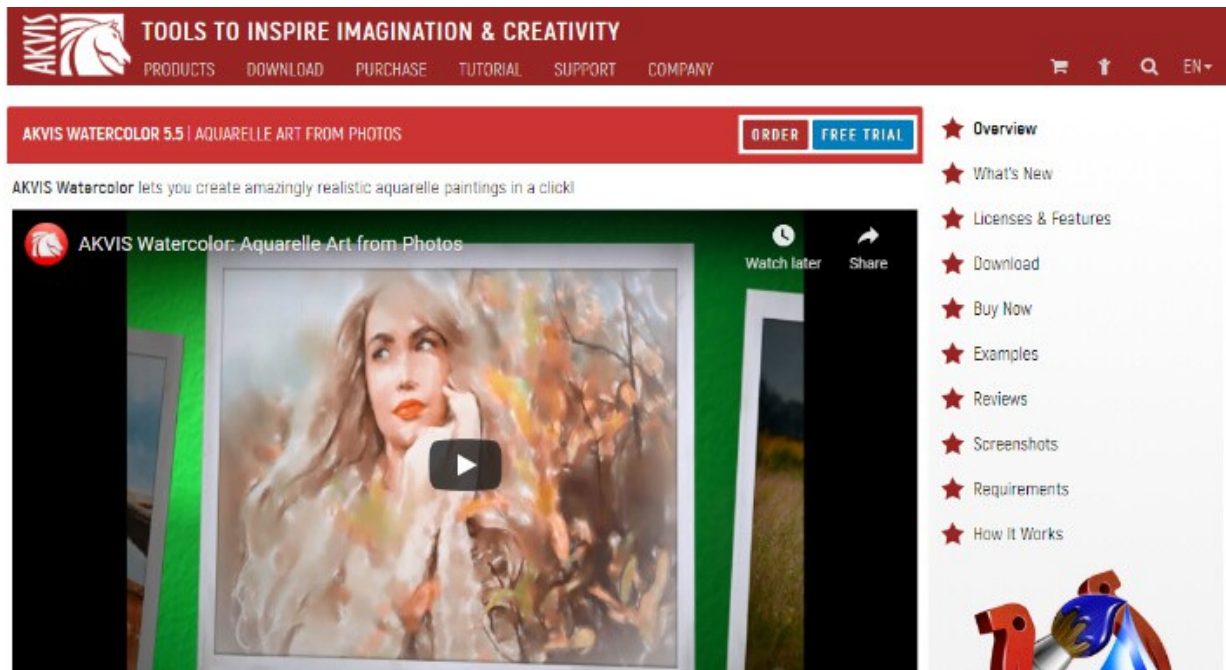 AKVIS
TOOLS TO INSPIRE IMAGINATION & CREATIVITY
PRODUCTS DOWNLOAD PURCHASE TUTORIAL SUPPORT COMPANY EN
AKVIS WATERCOLOR 5.5 | AQUARELLE ART FROM PHOTOS ORDER FREE TRIAL
AKVIS Watercolor lets you create amazingly realistic aquarelle paintings in a click!
AKVIS Watercolor: Aquarelle Art from Photos
Watch later Share
Overview
What's New
Licenses & Features
Download
Buy Now
Examples
Reviews
Screenshots
Requirements
How It Works